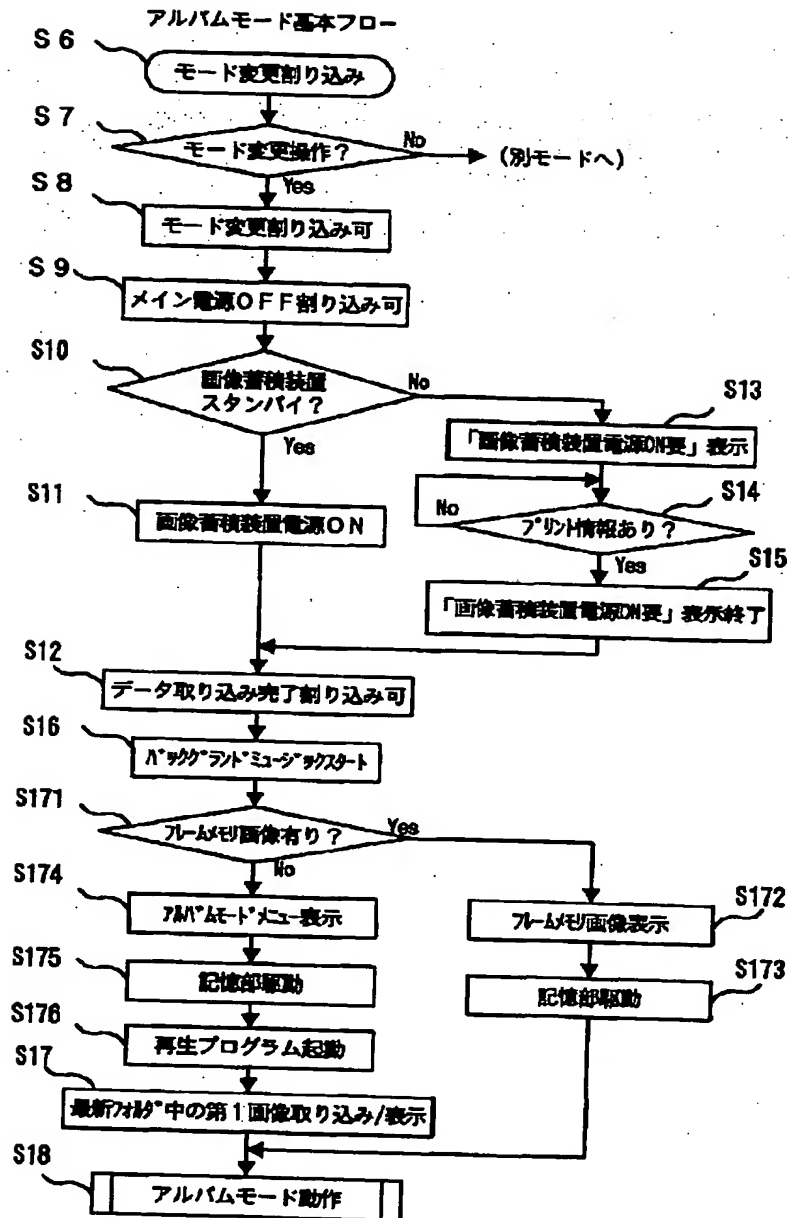 アルバムモード基本フロー
S6
モード変更割り込み
S7
モード変更操作?
No
(別モードへ)
Yes
S8
モード変更割り込み可
S9
メイン電源OFF割り込み可
S10
画像蓄積装置
スタンバイ?
No
Yes
S13
「画像蓄積装置電源ON要」表示
S11
画像蓄積装置電源ON
S14
No
プリント情報あり?
Yes
S15
「画像蓄積装置電源ON要」表示終了
S12
データ取り込み完了割り込み可
S16
バックグランドミュージックスタート
S171
フレームメモリ画像有り?
Yes
No
S174
アルバムモードメニュー表示
S172
フレームメモリ画像表示
S175
記憶部駆動
S173
記憶部駆動
S176
再生プログラム起動
S17
最新フォルダ中の第1画像取り込み/表示
S18
アルバムモード動作